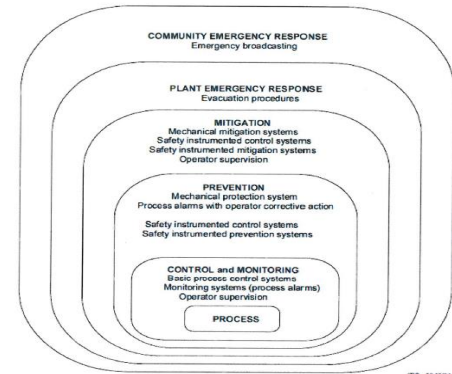 COMMUNITY EMERGENCY RESPONSE
Emergency broadcasting
PLANT EMERGENCY RESPONSE
Evacuation procedures
MITIGATION
Mechanical mitigation systems
Safety instrumented control systems
Safety instrumented mitigation systems
Operator supervision
PREVENTION
Mechanical protection system
Process alarms with operator corrective action
Safety instrumented control systems
Safety instrumented prevention systems
CONTROL and MONITORING
Basic process control systems
Monitoring systems (process alarms)
Operator supervision
PROCESS